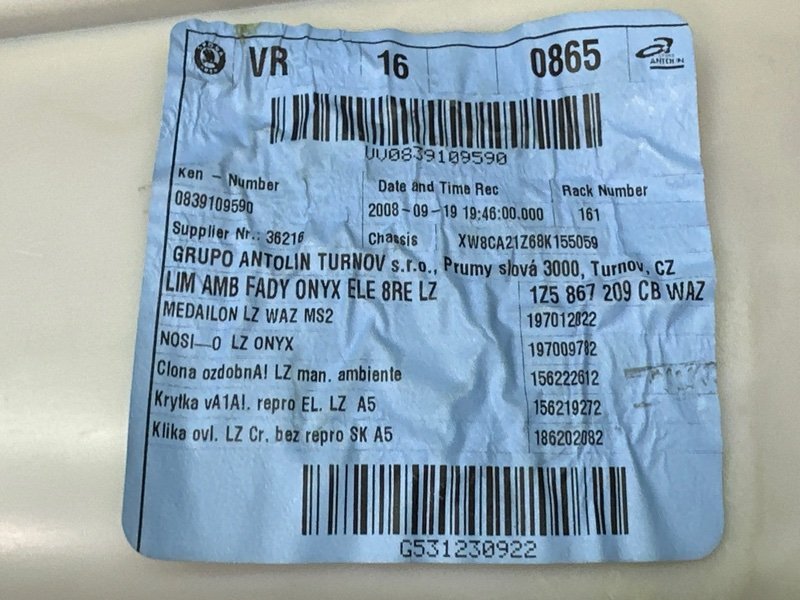 VR 16 0865
ANTOLIN
VV0839109590
Ken - Number Date and Time Rec Rack Number
0839109590 2008-09-19 19:46:00.000 161
Supplier Nr.: 36216 Chassis XW8CA21Z68K155059
GRUPO ANTOLIN TURNOV s.r.o., Prumy slová 3000, Turnov, CZ
LIM AMB FADY ONYX ELE 8RE LZ 1Z5 867 209 CB WAZ
MEDAILON LZ WAZ MS2 197012822
NOSI—O LZ ONYX 197009782
Clona ozdobnA! LZ man. ambiente 156222612
Krytka vA1A!. repro EL. LZ A5 156219272
Klika ovl. LZ Cr. bez repro SK A5 186202082
G531230922